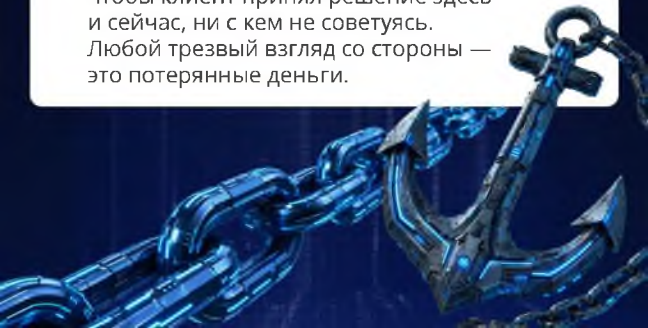 чтобы клиент принял решение здесь
и сейчас, ни с кем не советуясь.
Любой трезвый взгляд со стороны —
это потерянные деньги.